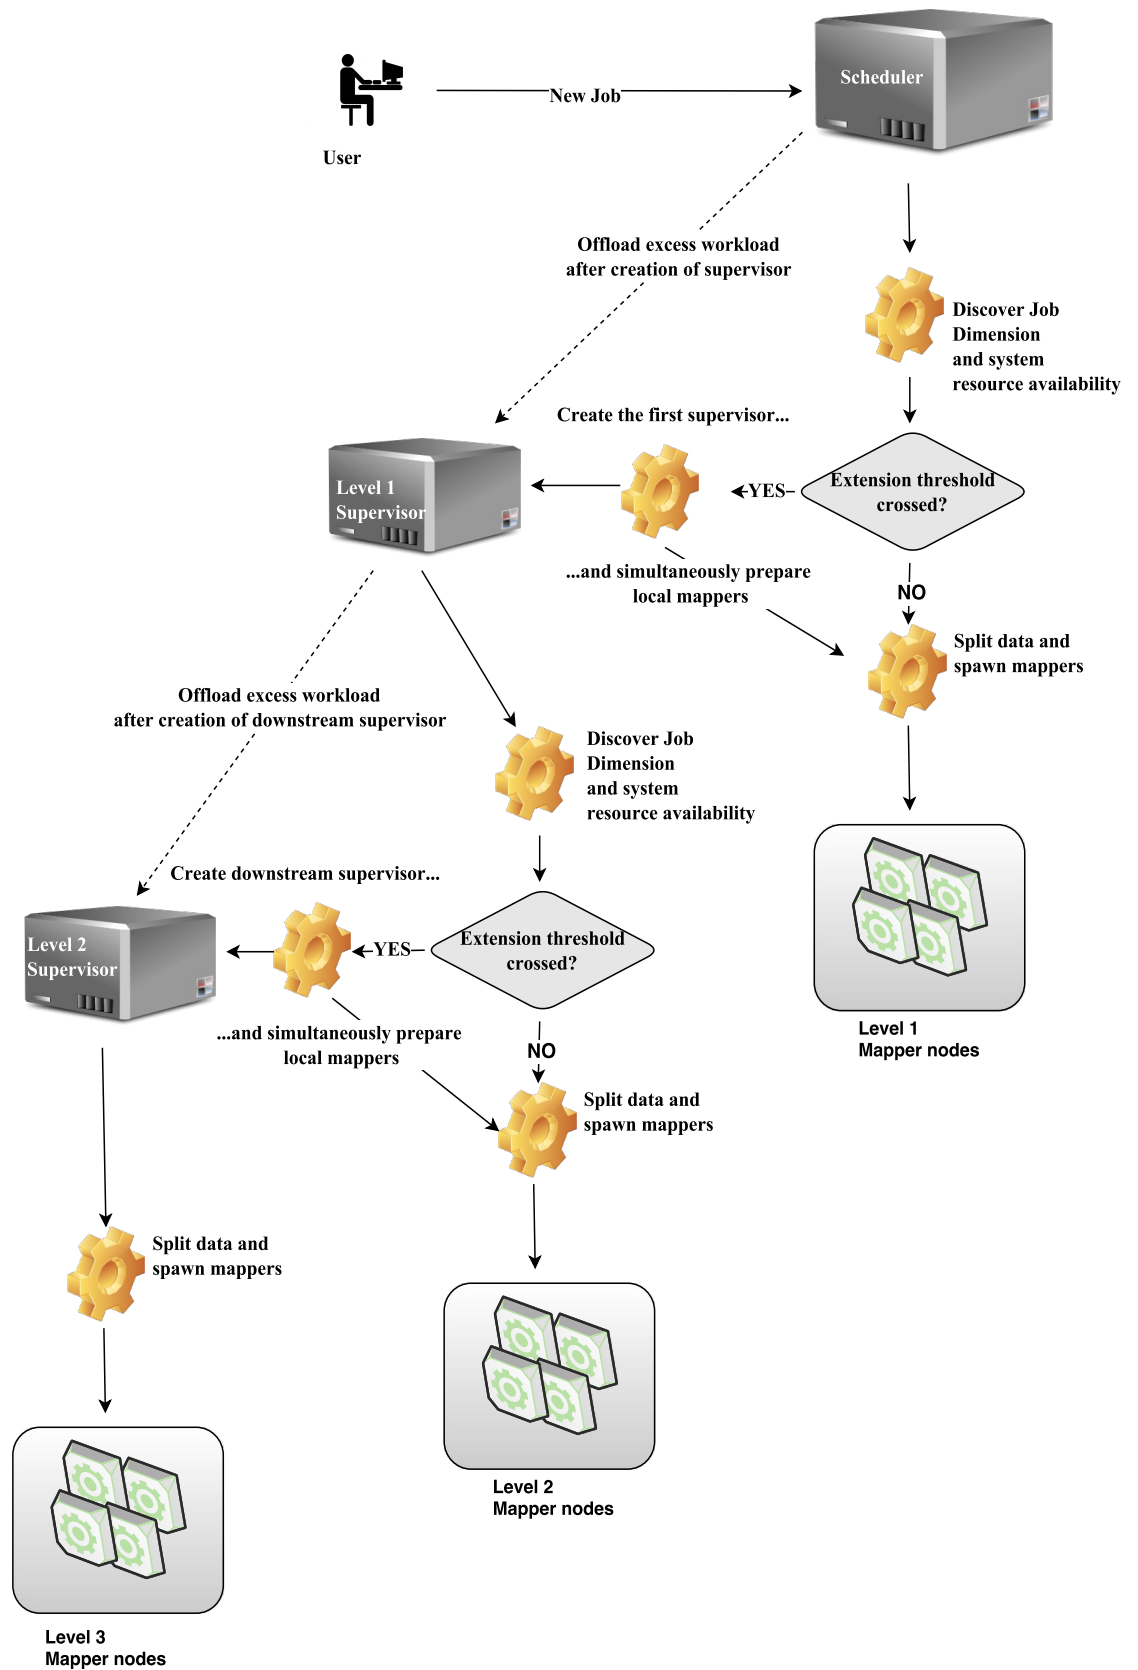 Scheduler
New Job
User
Offload excess workload
after creation of supervisor
Discover Job
Dimension
and system
resource availability
Create the first supervisor...
Extension threshold
crossed?
YES
Level 1
Supervisor
...and simultaneously prepare
local mappers
NO
Split data and
spawn mappers
Offload excess workload
after creation of downstream supervisor
Discover Job
Dimension
and system
resource availability
Create downstream supervisor...
Extension threshold
crossed?
YES
Level 2
Supervisor
...and simultaneously prepare
local mappers
NO
Level 1
Mapper nodes
Split data and
spawn mappers
Split data and
spawn mappers
Level 2
Mapper nodes
Level 3
Mapper nodes